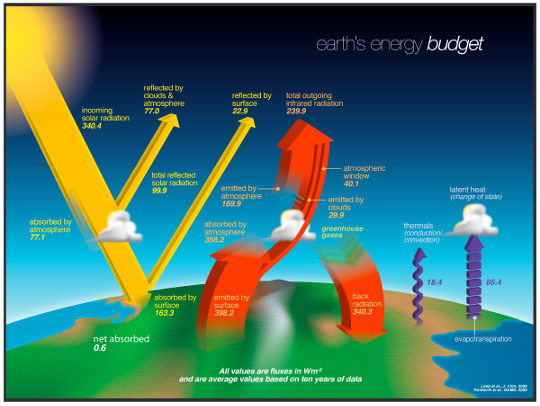 earth's energy budget
reflected by
clouds &
atmosphere
77.0
reflected by
surface
22.9
total outgoing
infrared radiation
239.9
incoming
solar radiation
340.4
total reflected
solar radiation
99.9
atmospheric
window
40.1
emitted by
atmosphere
169.9
emitted by
clouds
29.9
latent heat
(change of state)
absorbed by
atmosphere
77.1
absorbed by
atmosphere
358.2
greenhouse
gases
thermals
(conduction/
convection)
absorbed by
surface
163.3
emitted by
surface
398.2
back
radiation
340.3
18.4
86.4
evapotranspiration
net absorbed
0.6
All values are fluxes in Wm-2
and are average values based on ten years of data